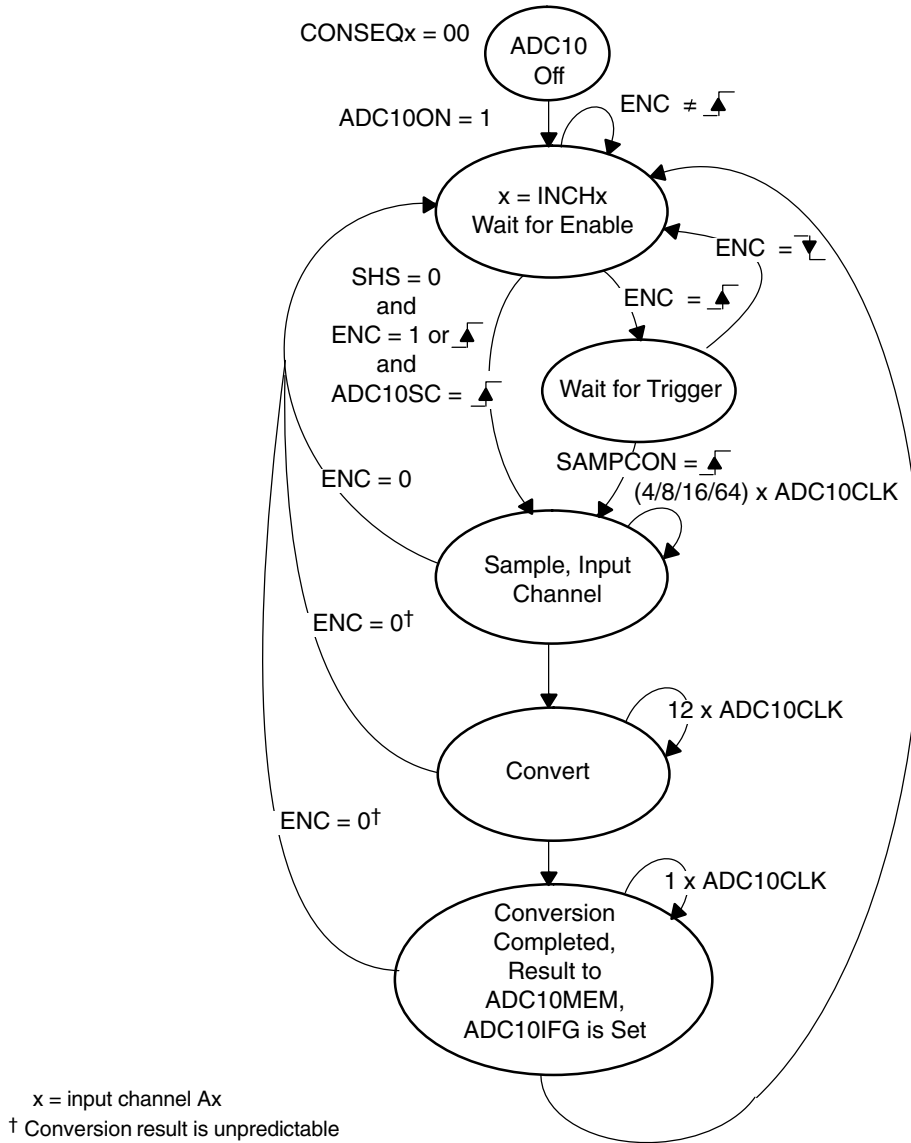 CONSEQx = 00
ADC10
Off
ADC10ON = 1
ENC ≠
x = INCHx
Wait for Enable
ENC =
SHS = 0
and
ENC = 1 or
and
ADC10SC =
ENC =
Wait for Trigger
SAMPCON =
(4/8/16/64) x ADC10CLK
ENC = 0
Sample, Input
Channel
ENC = 0†
12 x ADC10CLK
Convert
ENC = 0†
1 x ADC10CLK
Conversion
Completed,
Result to
ADC10MEM,
ADC10IFG is Set
x = input channel Ax
† Conversion result is unpredictable